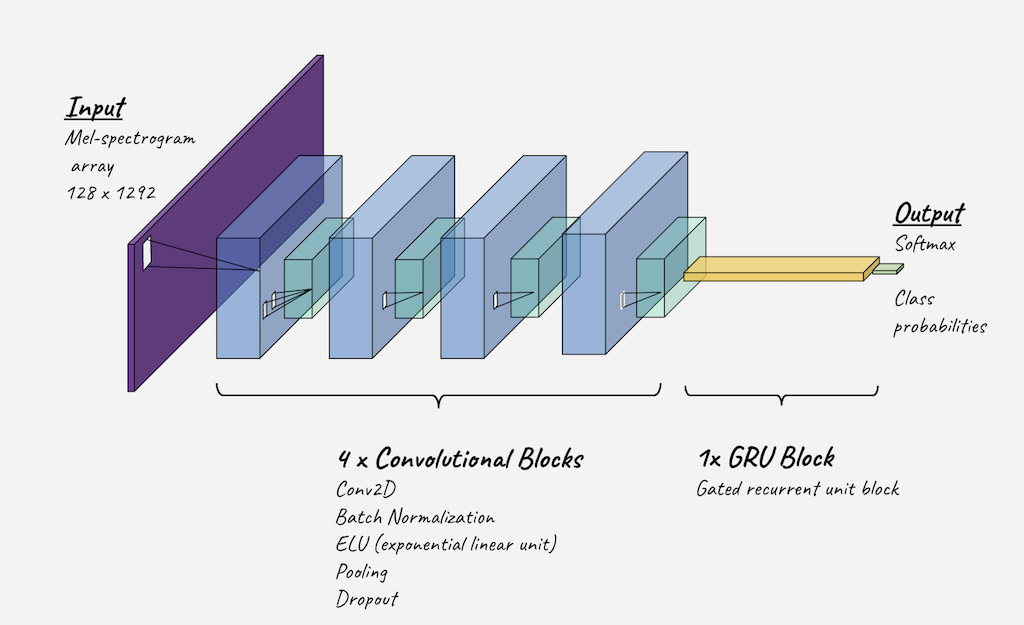 Input
Mel-spectrogram
array
128 x 1292
Output
Softmax
Class
probabilities
4 x Convolutional Blocks
Conv2D
Batch Normalization
ELU (exponential linear unit)
Pooling
Dropout
1x GRU Block
Gated recurrent unit block